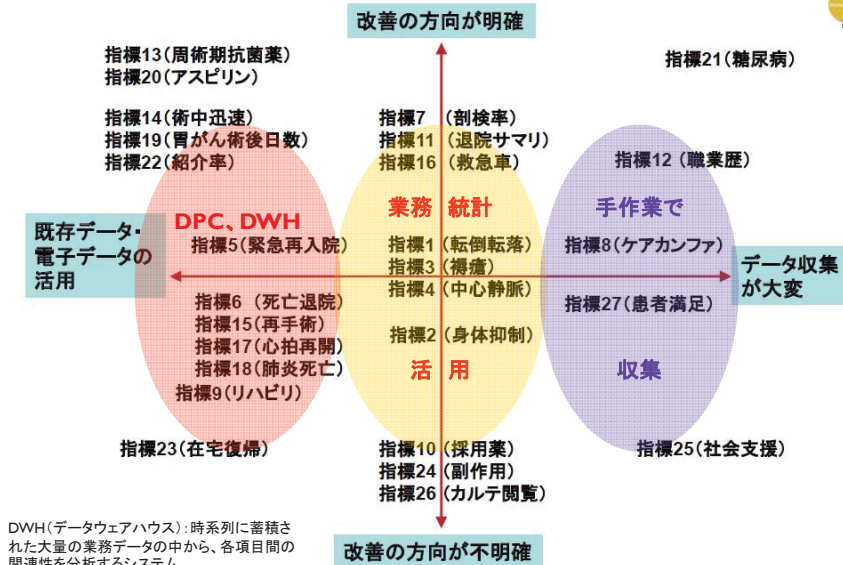 改善の方向が明確
指標13(周術期抗菌薬)
指標20(アスピリン)
指標21(糖尿病)
指標14(術中迅速)
指標19(胃がん術後日数)
指標22(紹介率)
指標7 (剖検率)
指標11(退院サマリ)
指標16(救急車)
指標12(職業歴)
DPC、DWH
業務 統計
手作業で
既存データ・
電子データの
活用
指標5(緊急再入院)
指標1(転倒転落)
指標3(褥瘡)
指標4(中心静脈)
指標8(ケアカンファ)
データ収集
が大変
指標6 (死亡退院)
指標15(再手術)
指標17(心拍再開)
指標18(肺炎死亡)
指標9(リハビリ)
指標2(身体抑制)
指標27(患者満足)
活 用
収集
指標23(在宅復帰)
指標10(採用薬)
指標24(副作用)
指標26(カルテ閲覧)
指標25(社会支援)
DWH(データウェアハウス):時系列に蓄積さ
れた大量の業務データの中から、各項目間の
関連性を分析するシステム
改善の方向が不明確